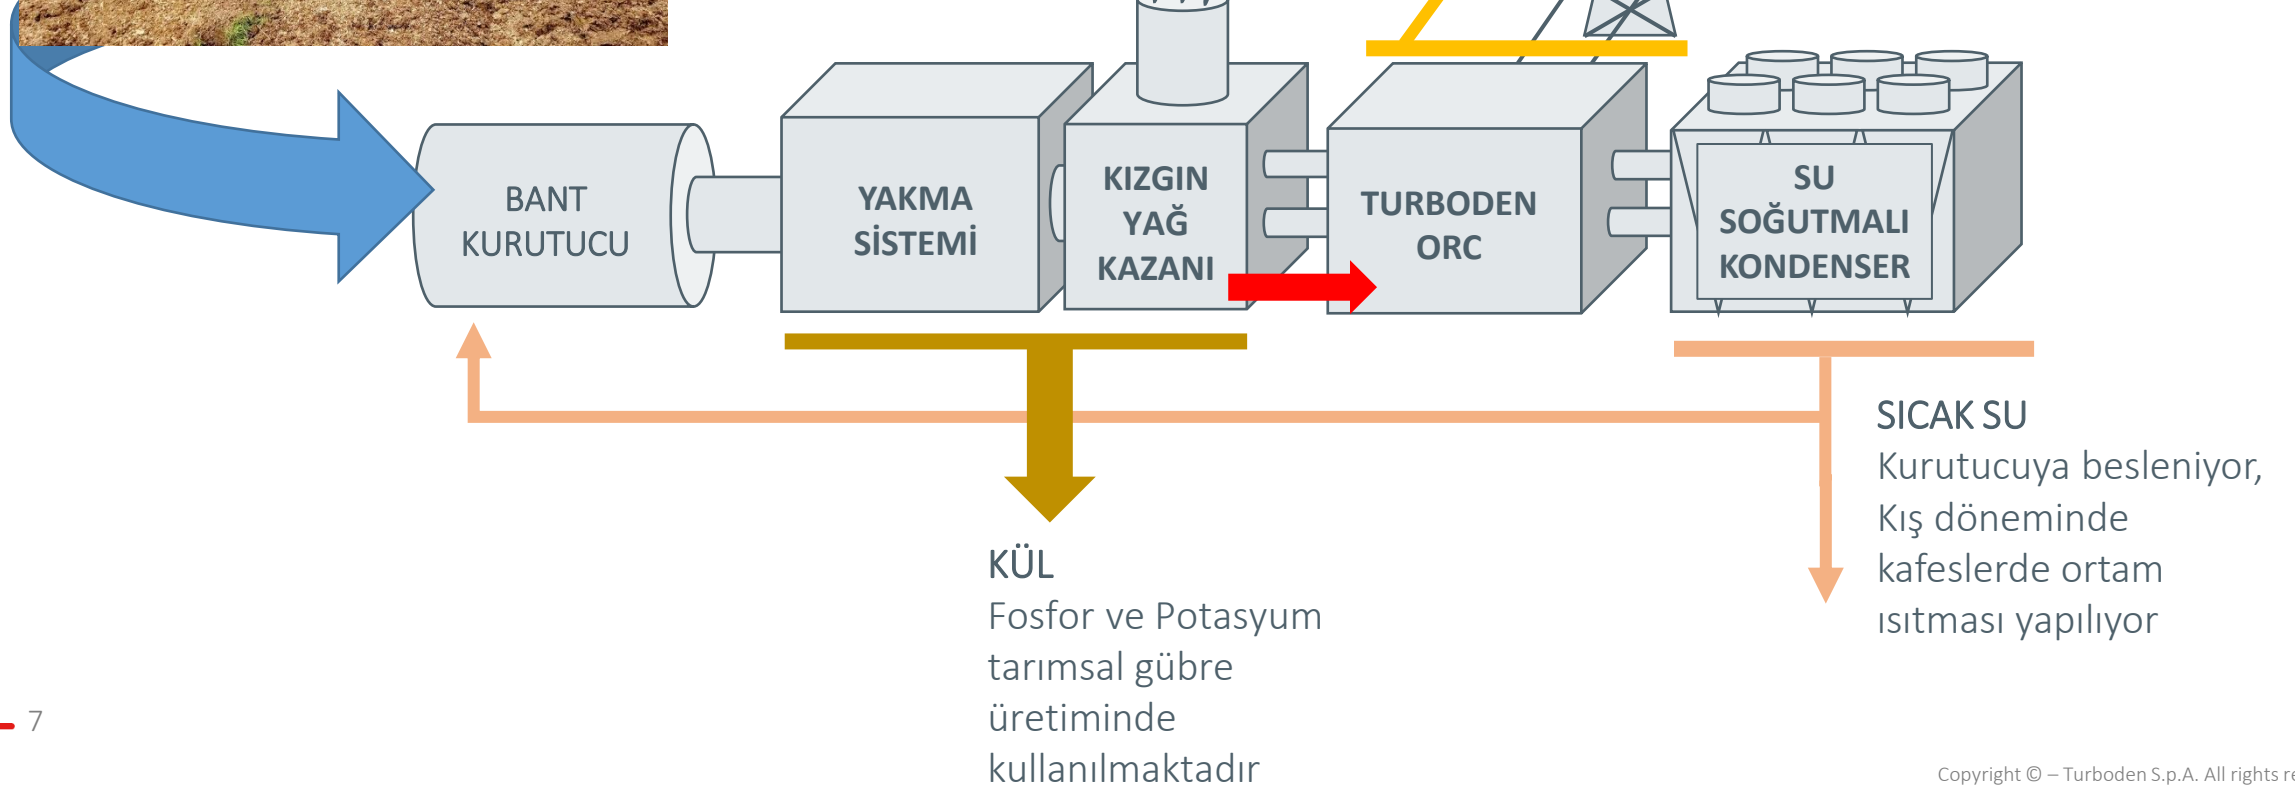 BANT
KURUTUCU
YAKMA
SİSTEMİ
KIZGIN
YAĞ
KAZANI
TURBODEN
ORC
SU
SOĞUTMALI
KONDENSER
SICAK SU
Kurutucuya besleniyor,
Kış döneminde
kafeslerde ortam
ısıtması yapılıyor
KÜL
Fosfor ve Potasyum
tarımsal gübre
üretiminde
kullanılmaktadır
7
Copyright © – Turboden S.p.A. All rights re